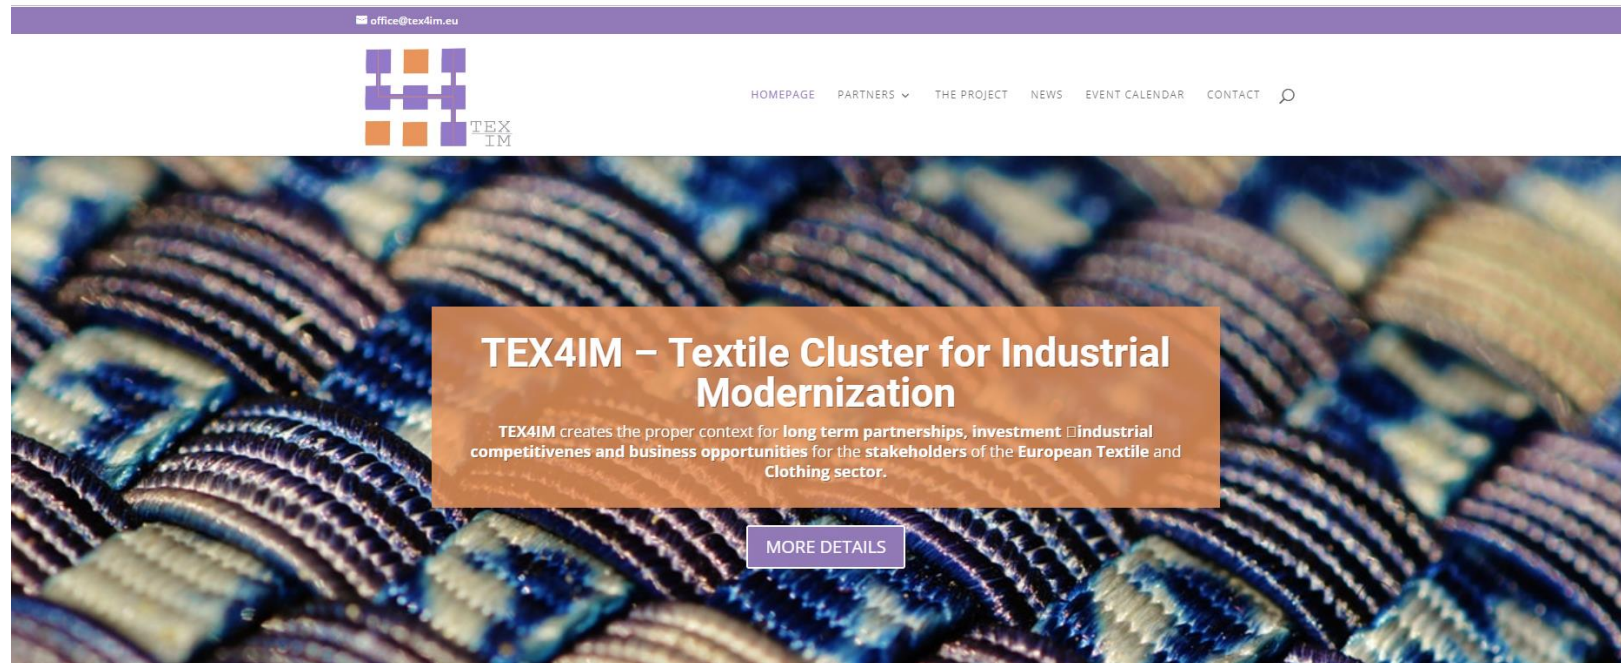 office@tex4im.eu
TEX
IM
HOMEPAGE PARTNERS THE PROJECT NEWS EVENT CALENDAR CONTACT
TEX4IM – Textile Cluster for Industrial
Modernization
TEX4IM creates the proper context for long term partnerships, investment □industrial
competitivenes and business opportunities for the stakeholders of the European Textile and
Clothing sector.
MORE DETAILS